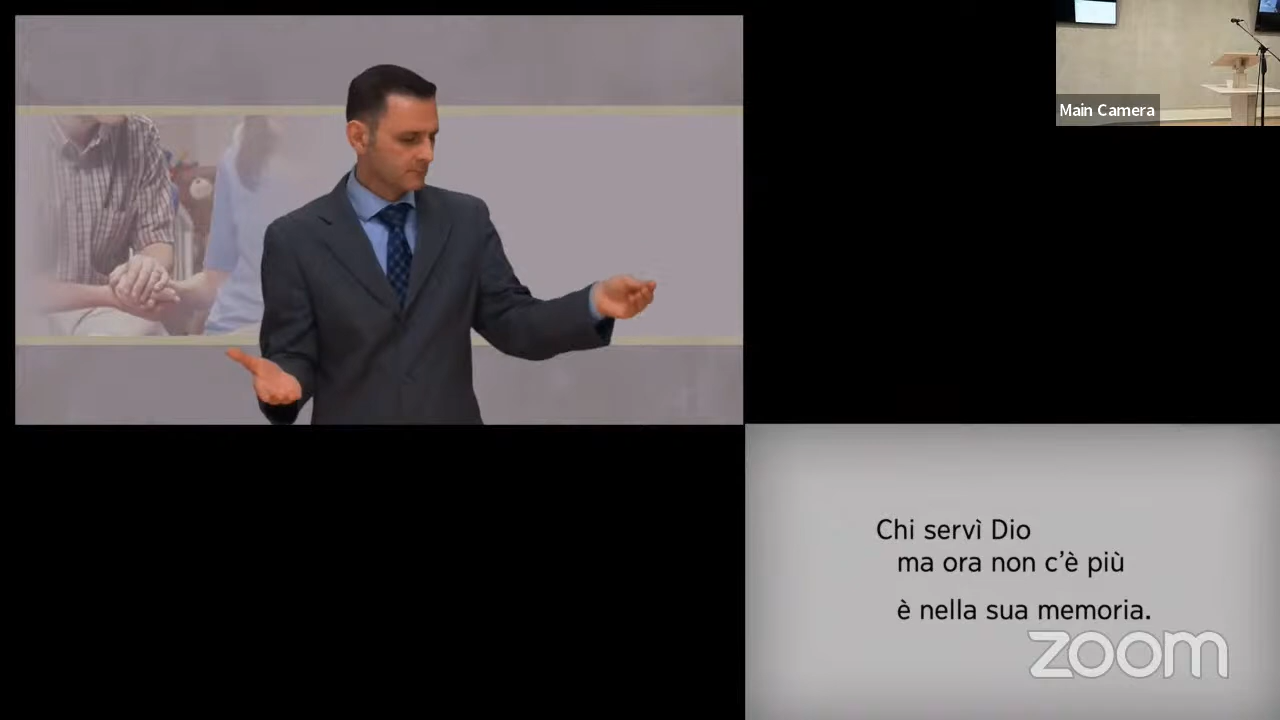 Main Camera
Chi servì Dio
ma ora non c’è più
è nella sua memoria.
zoom